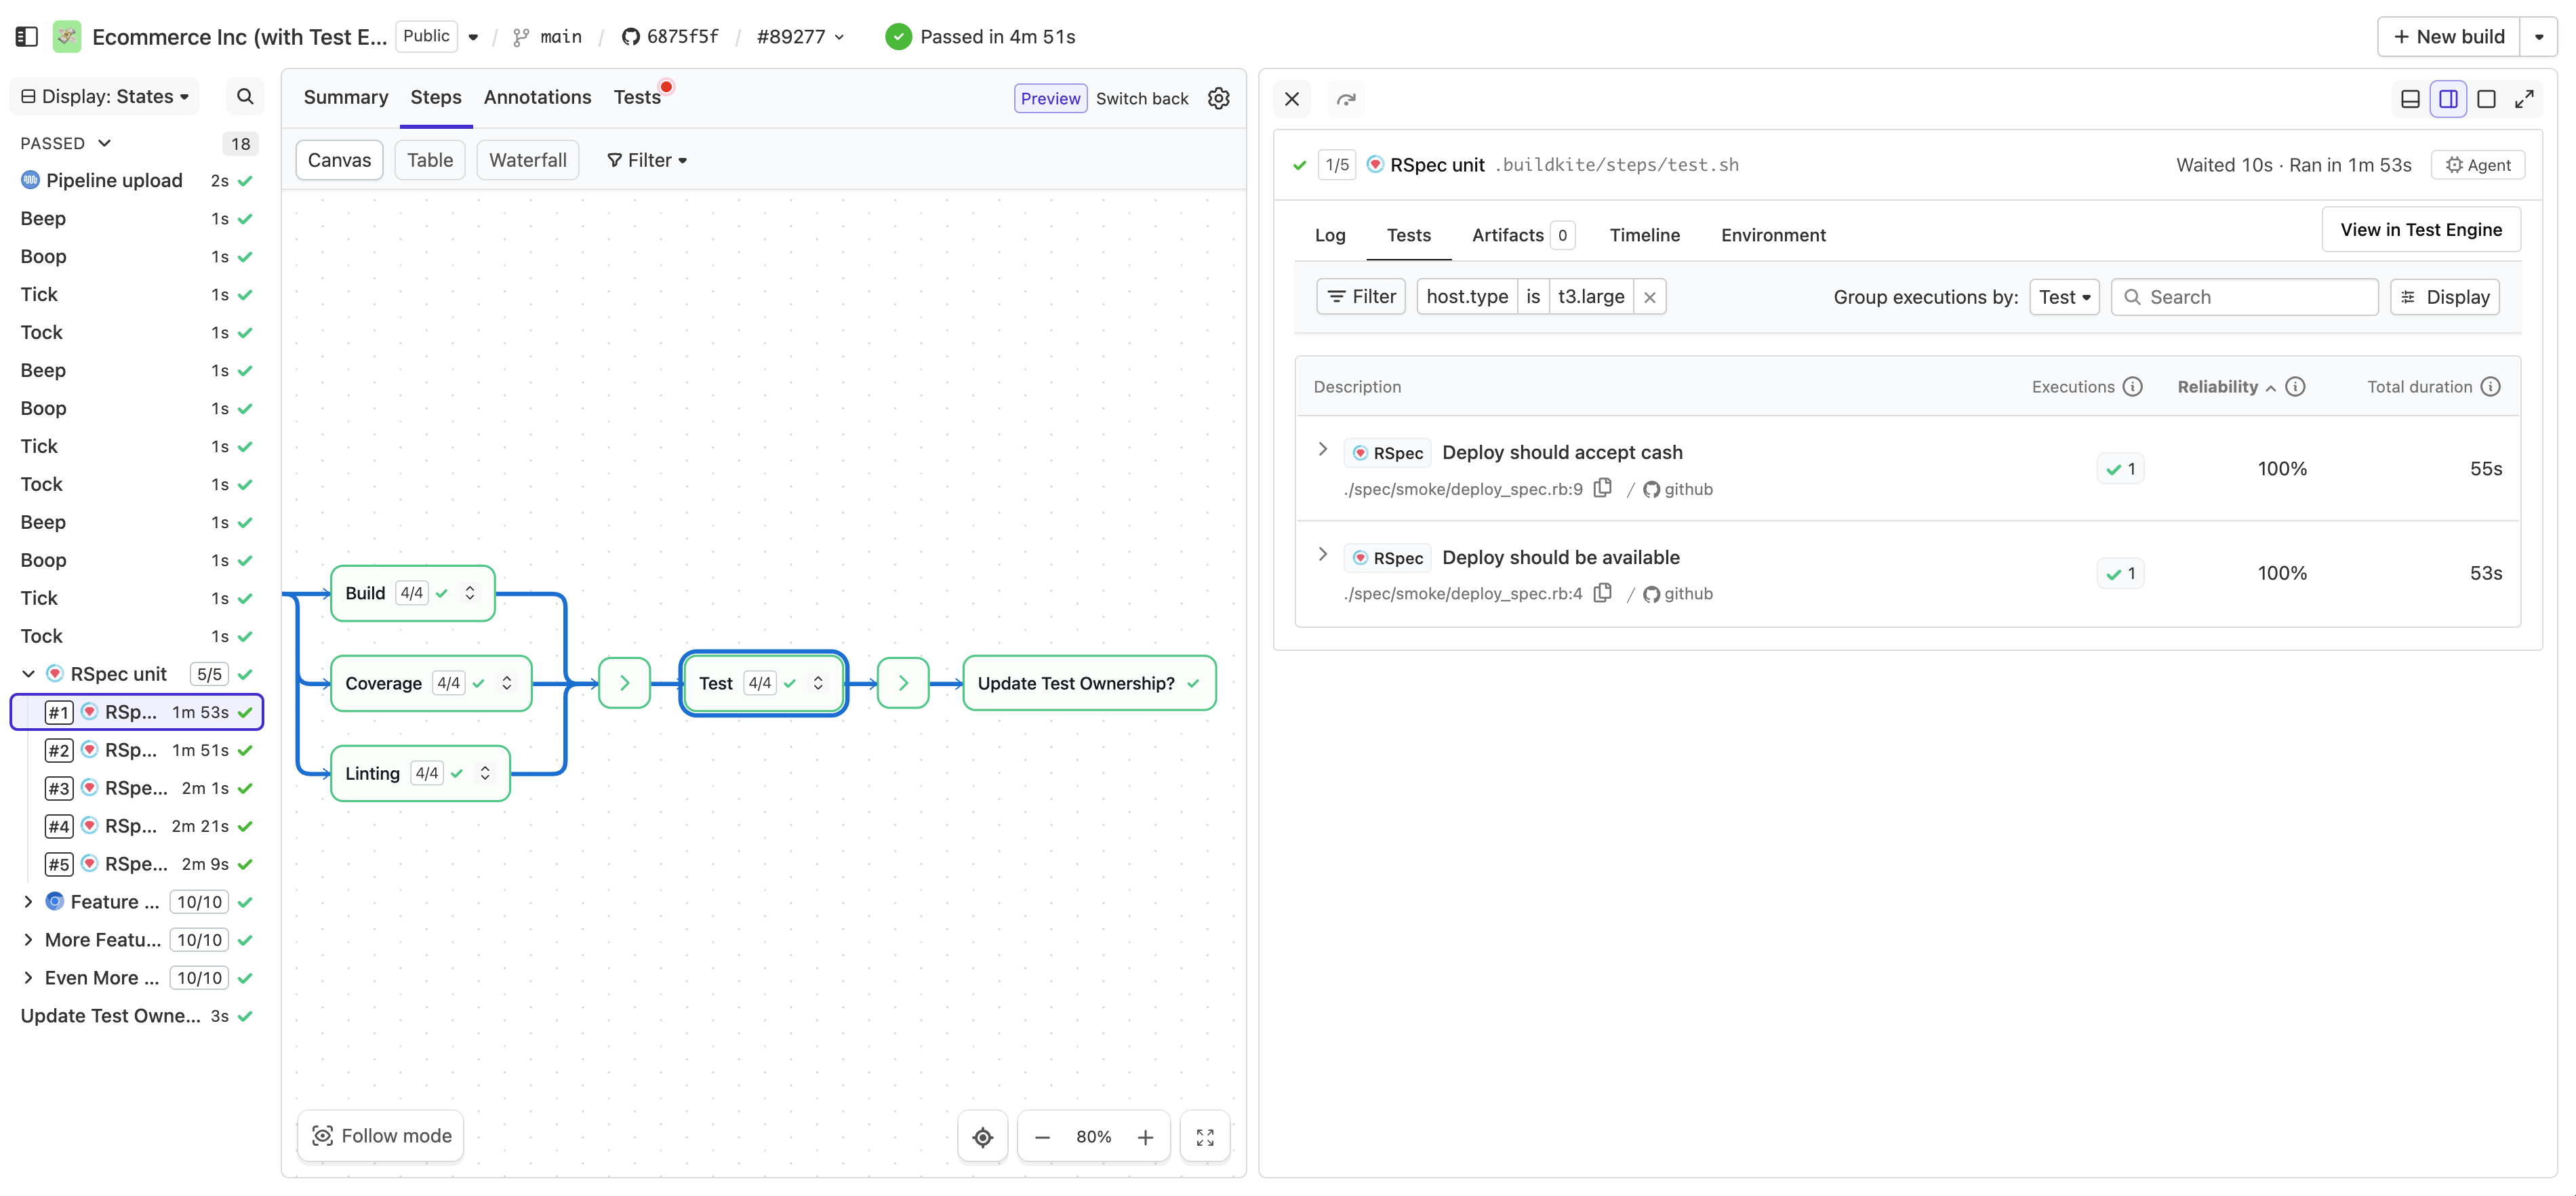 Ecommerce Inc (with Test E... Public / main / 6875f5f / #89277 Passed in 4m 51s + New build
Display: States
PASSED 18
Pipeline upload 2s
Beep 1s
Boop 1s
Tick 1s
Tock 1s
Beep 1s
Boop 1s
Tick 1s
Tock 1s
Beep 1s
Boop 1s
Tick 1s
Tock 1s
RSpec unit 5/5
#1 RSp... 1m 53s
#2 RSp... 1m 51s
#3 RSpe... 2m 1s
#4 RSp... 2m 21s
#5 RSpe... 2m 9s
Feature ... 10/10
More Featu... 10/10
Even More ... 10/10
Update Test Owne... 3s
Summary Steps Annotations Tests Preview Switch back
Canvas Table Waterfall Filter
Build 4/4
Coverage 4/4
Test 4/4
Update Test Ownership?
Linting 4/4
Follow mode
80%
1/5 RSpec unit .buildkite/steps/test.sh Waited 10s · Ran in 1m 53s Agent
Log Tests Artifacts 0 Timeline Environment View in Test Engine
Filter host.type is t3.large Group executions by: Test Search Display
Description Executions Reliability Total duration
RSpec Deploy should accept cash 1 100% 55s
./spec/smoke/deploy_spec.rb:9 / github
RSpec Deploy should be available 1 100% 53s
./spec/smoke/deploy_spec.rb:4 / github